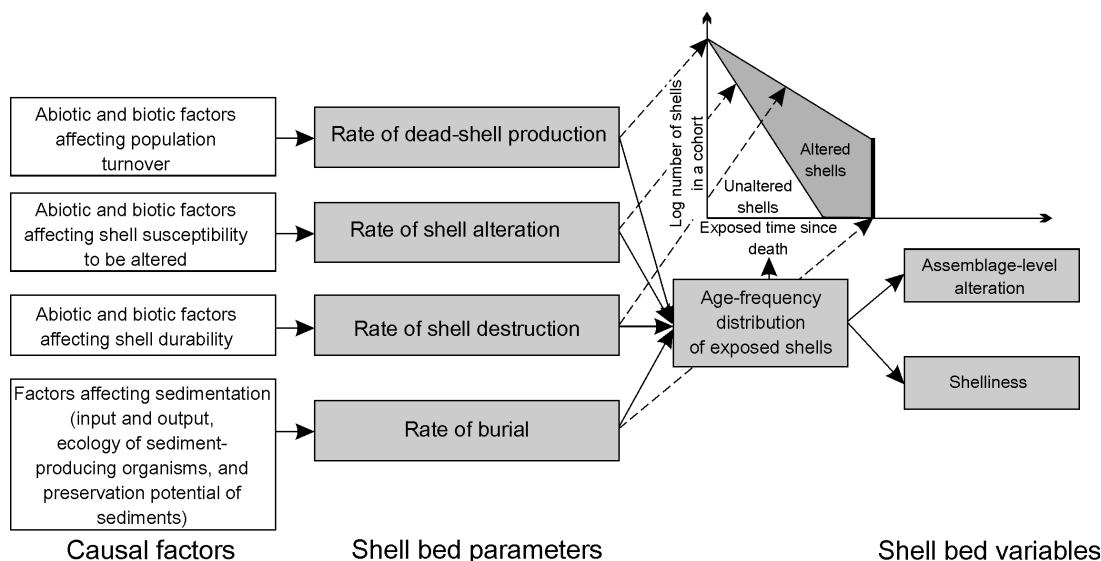 Abiotic and biotic factors
affecting population
turnover
Abiotic and biotic factors
affecting shell susceptibility
to be altered
Abiotic and biotic factors
affecting shell durability
Factors affecting sedimentation
(input and output,
ecology of sediment-
producing organisms, and
preservation potential of
sediments)
Causal factors
Rate of dead-shell production
Rate of shell alteration
Rate of shell destruction
Rate of burial
Shell bed parameters
Log number of shells
in a cohort
Altered
shells
Unaltered
shells
Exposed time since
death
Age-frequency
distribution
of exposed shells
Assemblage-level
alteration
Shelliness
Shell bed variables